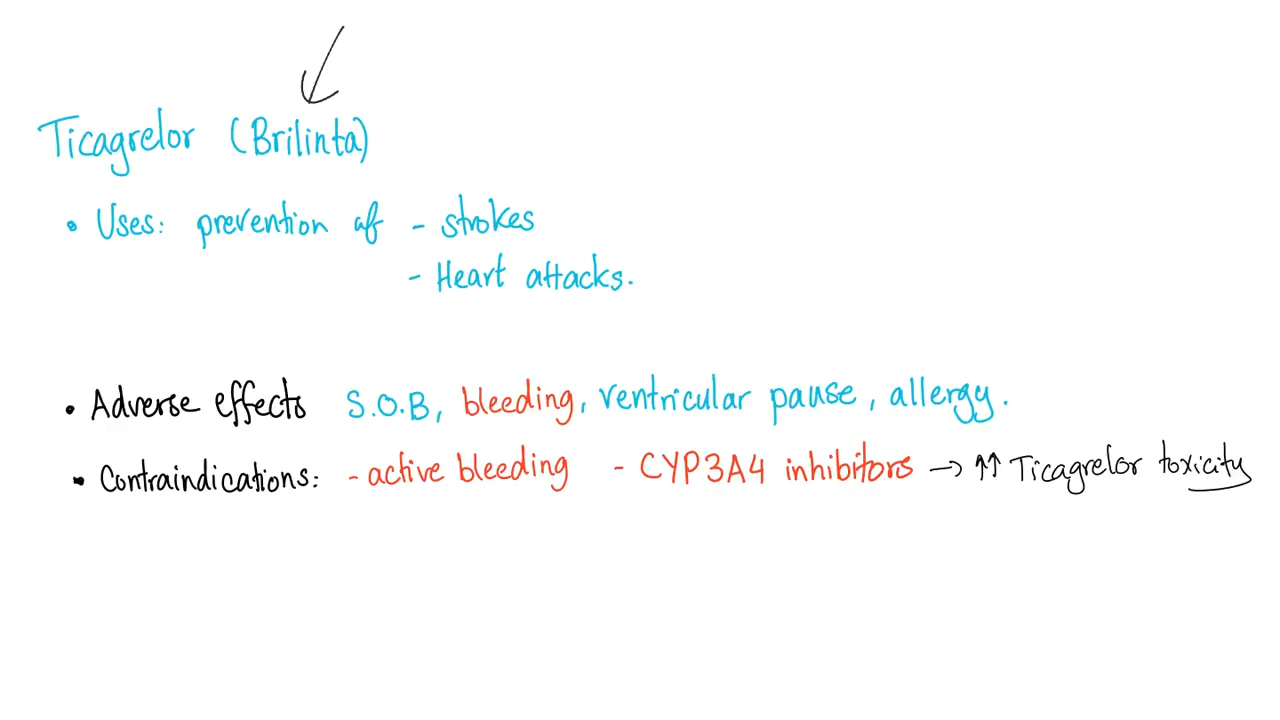 Ticagrelor (Brilinta)
• Uses: prevention of - strokes
- Heart attacks.
• Adverse effects S.O.B, bleeding, ventricular pause, allergy.
• Contraindications: - active bleeding - CYP3A4 inhibitors → ↑↑ Ticagrelor toxicity